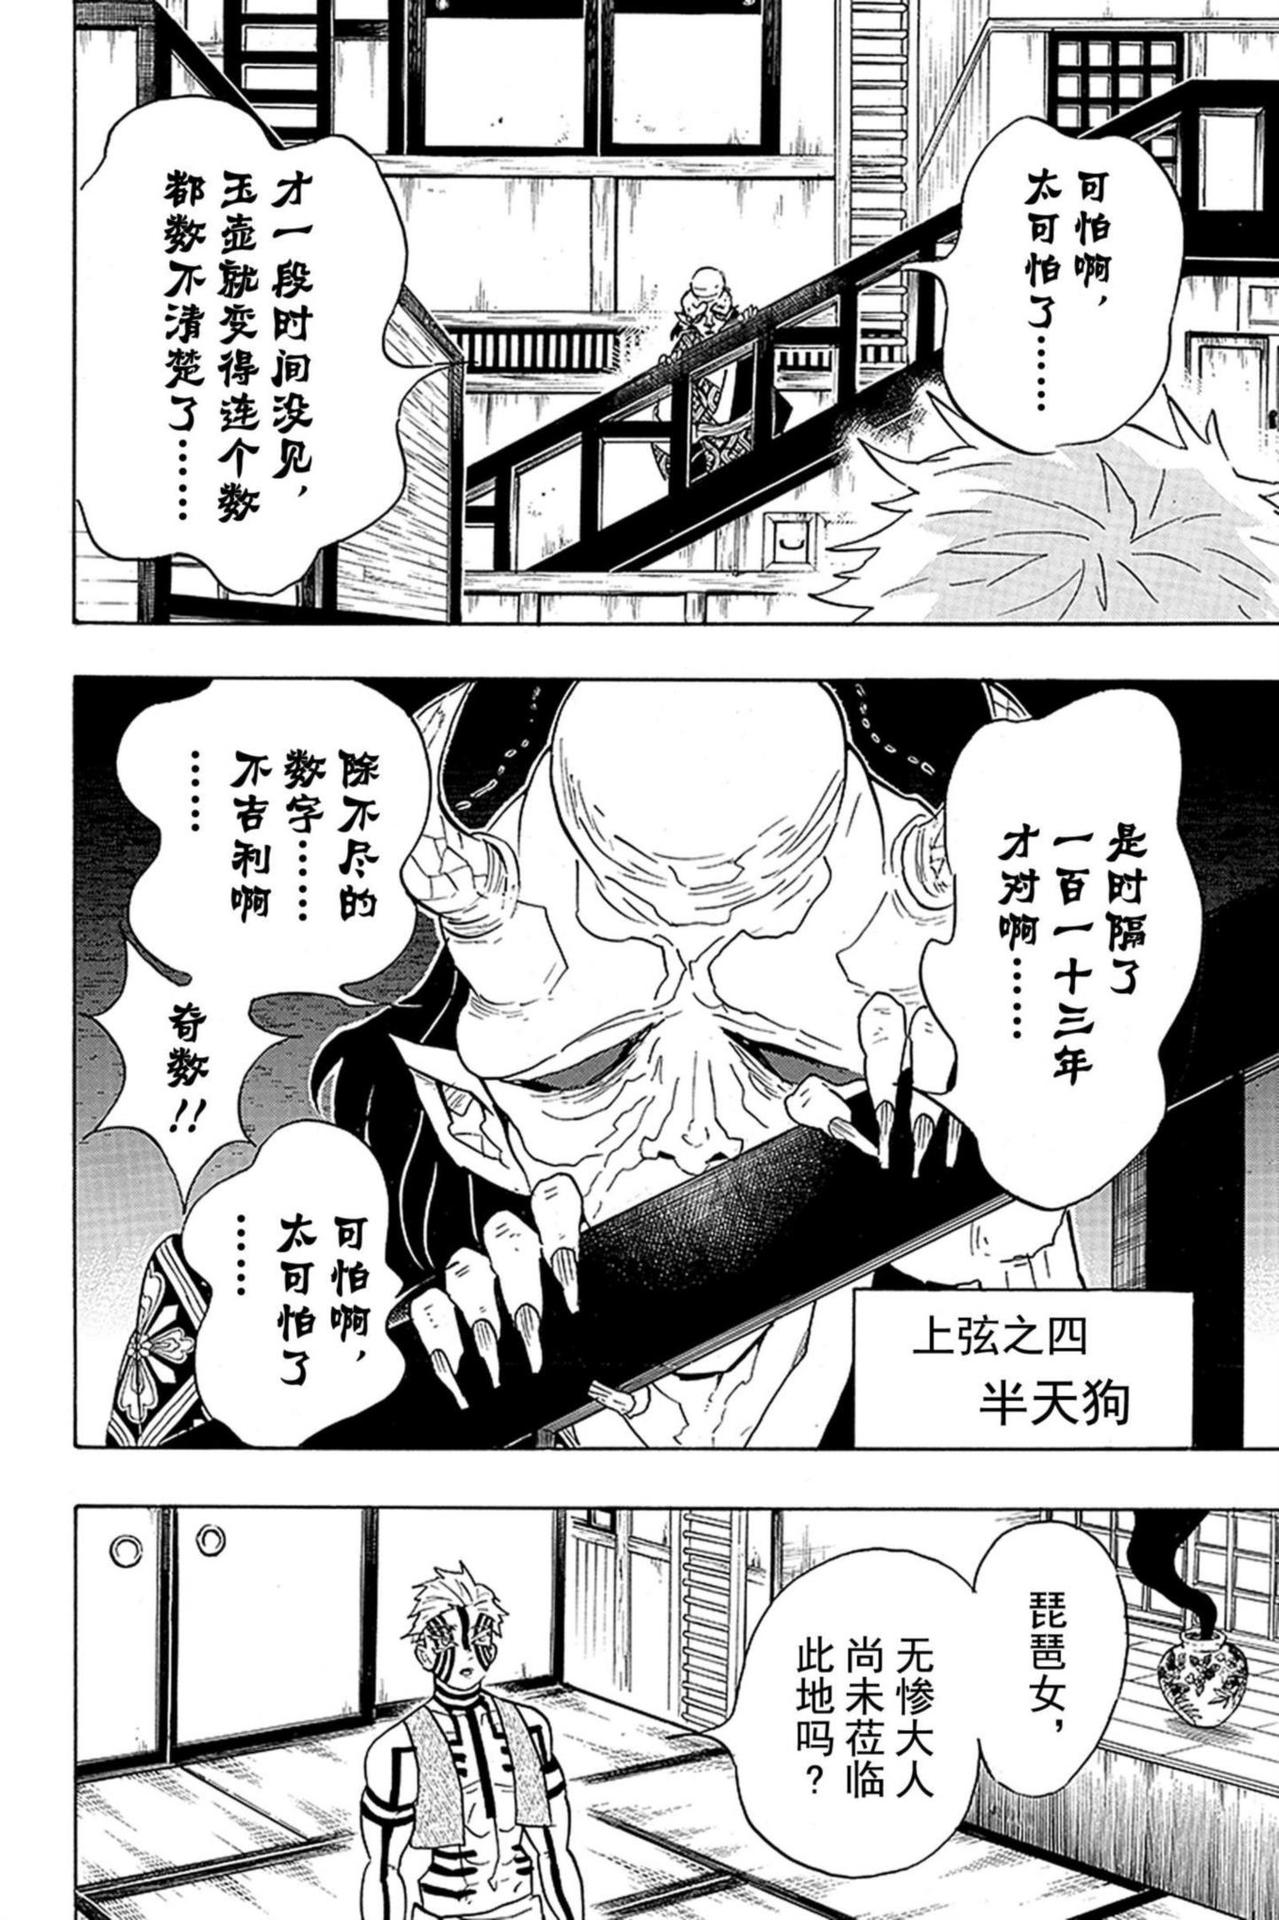 可怕啊，
太可怕了……
才一段时间没见，
玉壶就变得连个数
都数不清楚了……
是时隔了
一百一十三年
才对啊……
除不尽的
数字……
不吉利啊
……
奇数！！
可怕啊，
太可怕了
……
上弦之四
半天狗
琵琶女，
无惨大人
尚未莅临
此地吗？